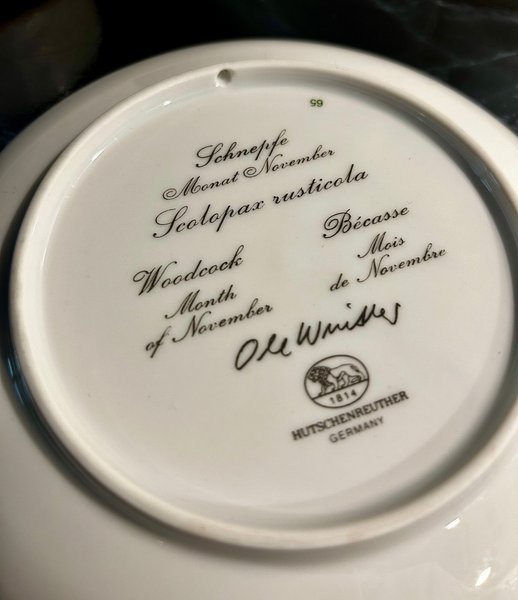 65
Schnepfe
Monat November
Scolopax rusticola
Woodcock
Month
of November
Bécasse
Mois
de Novembre
Ole Winther
1814
HUTSCHENREUTHER
GERMANY